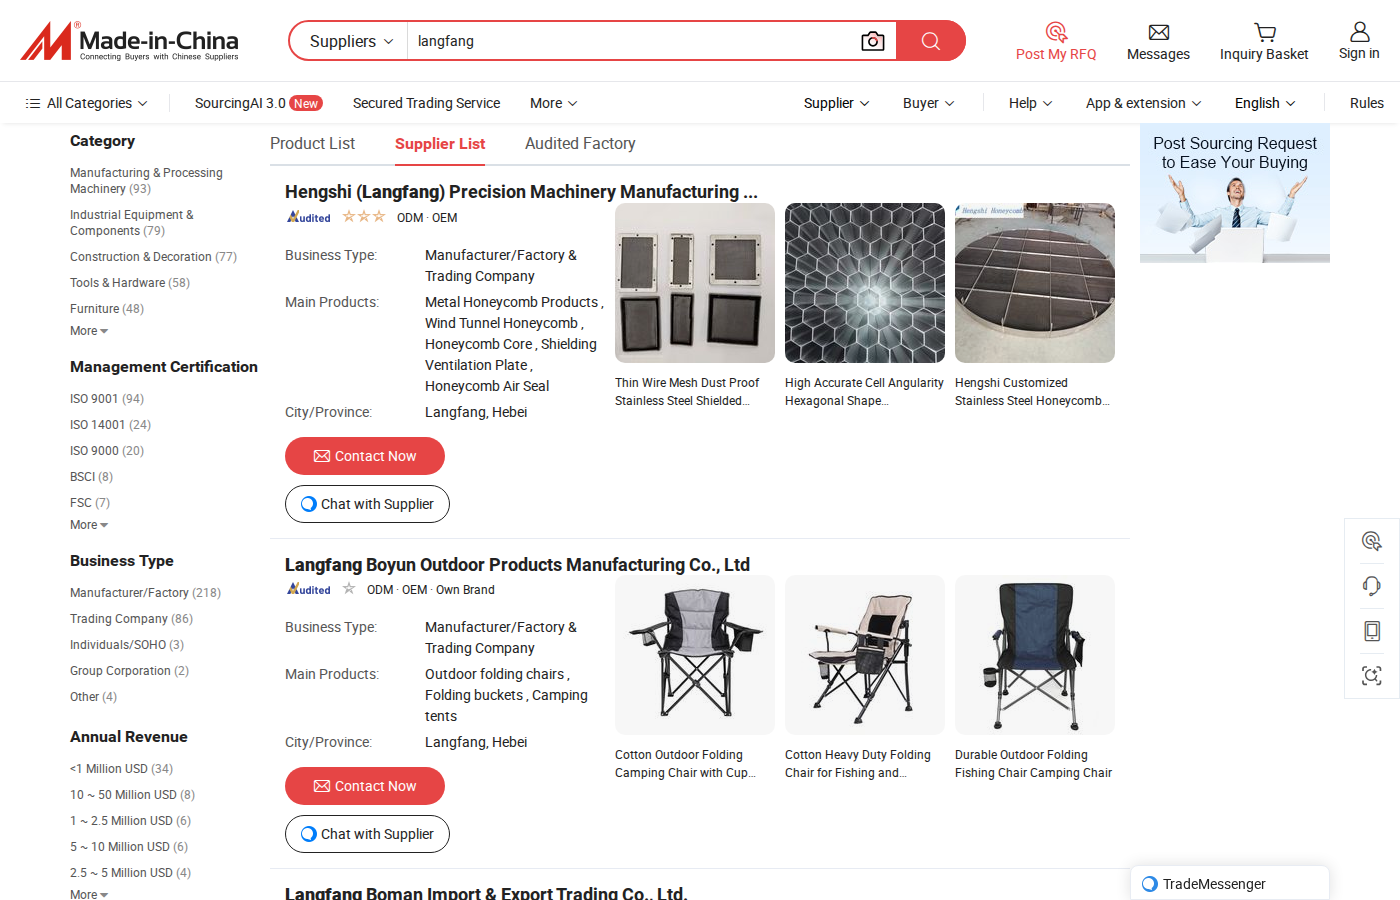 Made-in-China
®
Connecting Buyers with Chinese Suppliers
Suppliers
langfang
Post My RFQ
Messages
Inquiry Basket
Sign in
All Categories
SourcingAI 3.0 New
Secured Trading Service
More
Supplier
Buyer
Help
App & extension
English
Rules
Category
Manufacturing & Processing
Machinery (93)
Industrial Equipment &
Components (79)
Construction & Decoration (77)
Tools & Hardware (58)
Furniture (48)
More
Management Certification
ISO 9001 (94)
ISO 14001 (24)
ISO 9000 (20)
BSCI (8)
FSC (7)
More
Business Type
Manufacturer/Factory (218)
Trading Company (86)
Individuals/SOHO (3)
Group Corporation (2)
Other (4)
Annual Revenue
<1 Million USD (34)
10 ~ 50 Million USD (8)
1 ~ 2.5 Million USD (6)
5 ~ 10 Million USD (6)
2.5 ~ 5 Million USD (4)
More
Product List
Supplier List
Audited Factory
Hengshi (Langfang) Precision Machinery Manufacturing ...
Audited
ODM · OEM
Business Type:
Manufacturer/Factory &
Trading Company
Main Products:
Metal Honeycomb Products ,
Wind Tunnel Honeycomb ,
Honeycomb Core , Shielding
Ventilation Plate ,
Honeycomb Air Seal
City/Province:
Langfang, Hebei
Contact Now
Chat with Supplier
Thin Wire Mesh Dust Proof
Stainless Steel Shielded...
High Accurate Cell Angularity
Hexagonal Shape...
Hengshi Honeycomb
Hengshi Customized
Stainless Steel Honeycomb...
Langfang Boyun Outdoor Products Manufacturing Co., Ltd
Audited
ODM · OEM · Own Brand
Business Type:
Manufacturer/Factory &
Trading Company
Main Products:
Outdoor folding chairs ,
Folding buckets , Camping
tents
City/Province:
Langfang, Hebei
Contact Now
Chat with Supplier
Cotton Outdoor Folding
Camping Chair with Cup...
Cotton Heavy Duty Folding
Chair for Fishing and...
Durable Outdoor Folding
Fishing Chair Camping Chair
Langfang Boman Import & Export Trading Co., Ltd.
Post Sourcing Request
to Ease Your Buying
TradeMessenger